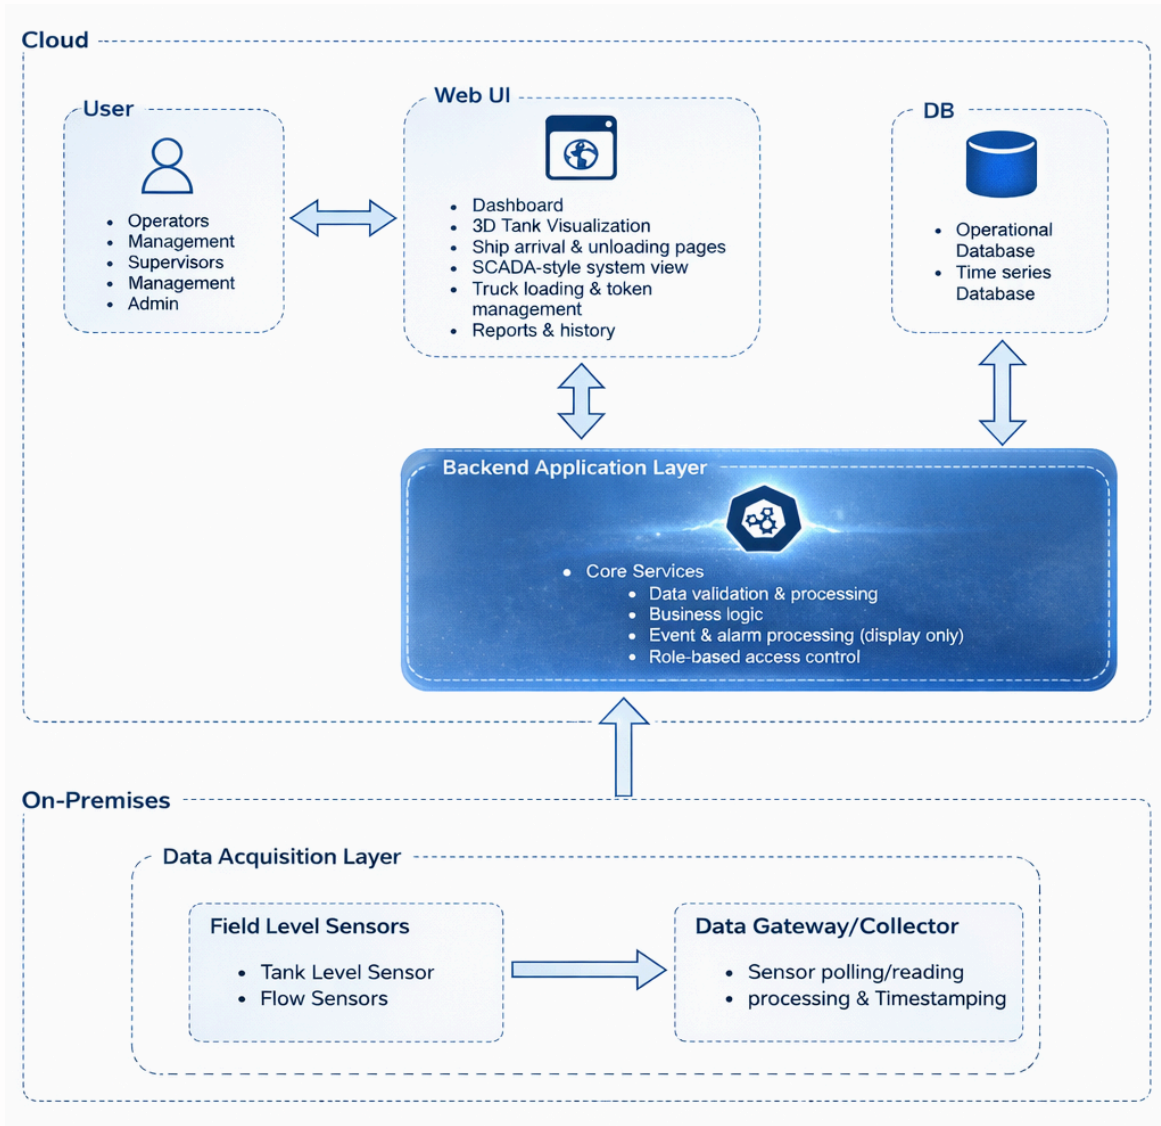 Cloud
User
• Operators
• Management
• Supervisors
• Management
• Admin
Web UI
• Dashboard
• 3D Tank Visualization
• Ship arrival & unloading pages
• SCADA-style system view
• Truck loading & token
management
• Reports & history
DB
• Operational
Database
• Time series
Database
Backend Application Layer
• Core Services
• Data validation & processing
• Business logic
• Event & alarm processing (display only)
• Role-based access control
On-Premises
Data Acquisition Layer
Field Level Sensors
• Tank Level Sensor
• Flow Sensors
Data Gateway/Collector
• Sensor polling/reading
• processing & Timestamping